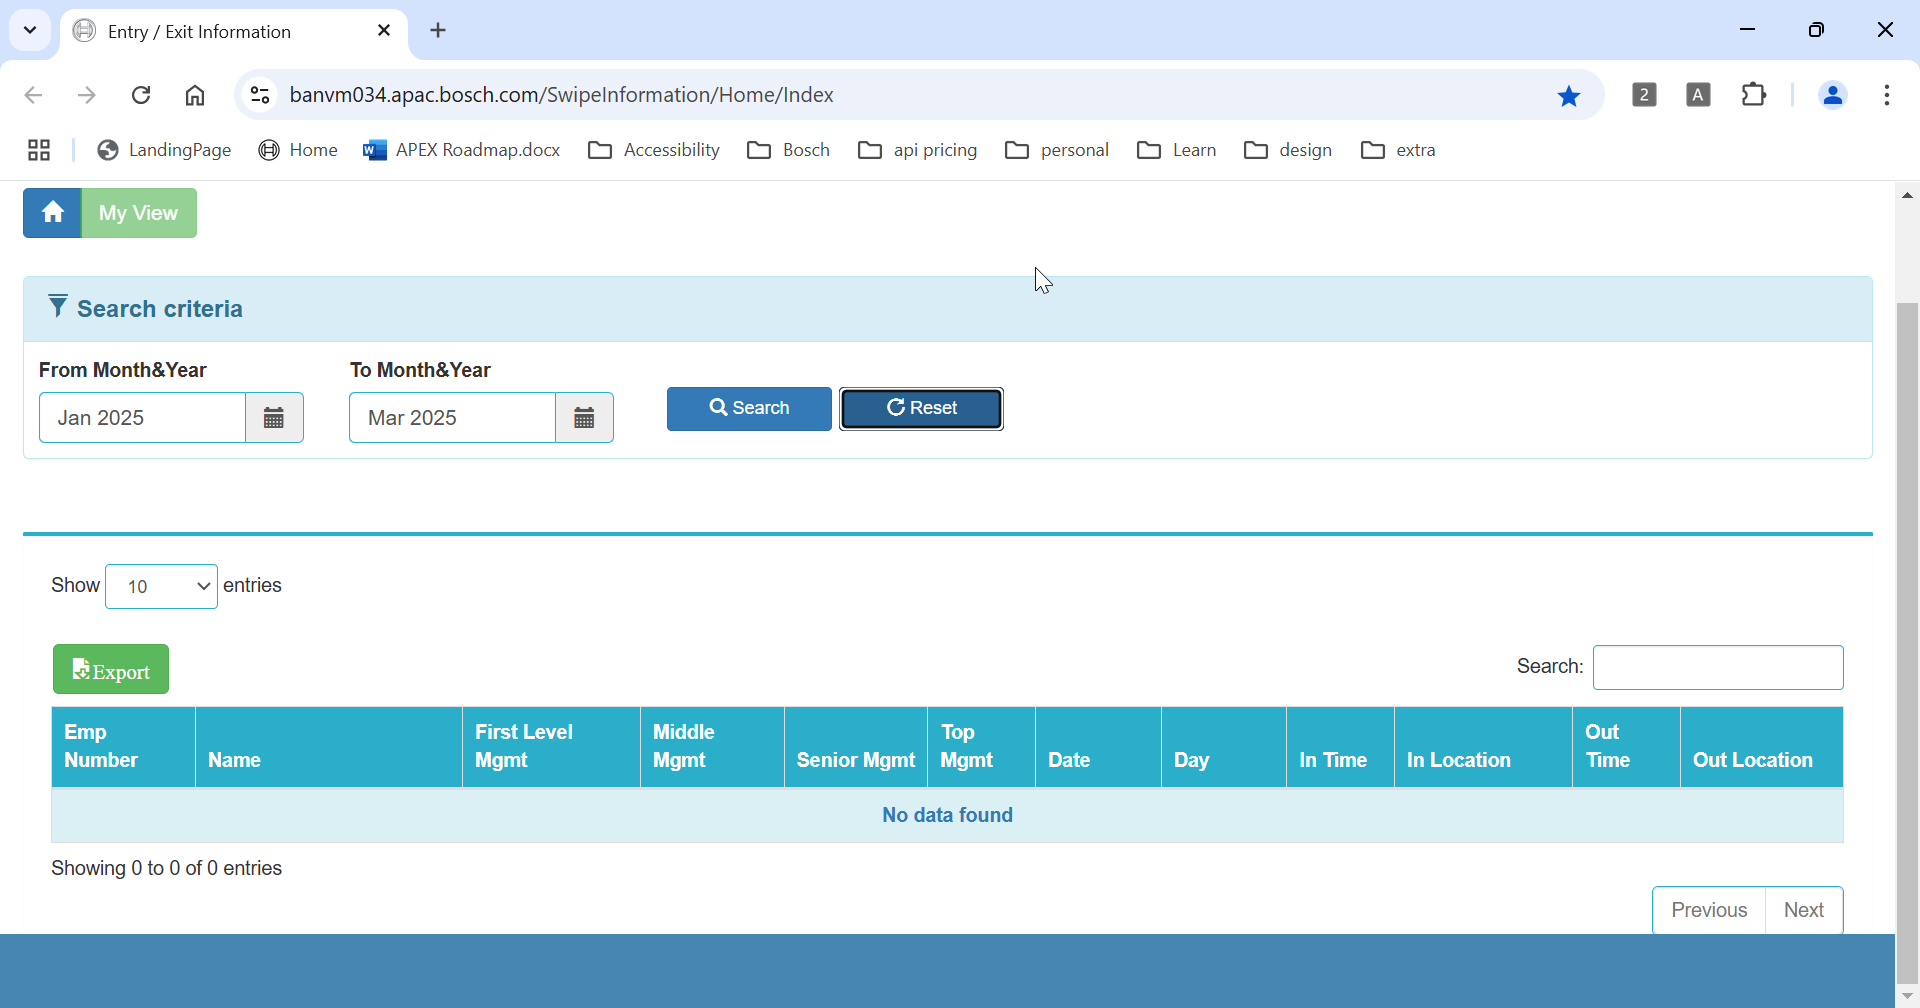 Entry / Exit Information
banvm034.apac.bosch.com/SwipeInformation/Home/Index
2
A
LandingPage
Home
APEX Roadmap.docx
Accessibility
Bosch
api pricing
personal
Learn
design
extra
My View
Search criteria
From Month&Year
To Month&Year
Jan 2025
Mar 2025
Search
Reset
Show 10 entries
Export
Search:
Emp Number
Name
First Level Mgmt
Middle Mgmt
Senior Mgmt
Top Mgmt
Date
Day
In Time
In Location
Out Time
Out Location
No data found
Showing 0 to 0 of 0 entries
Previous
Next